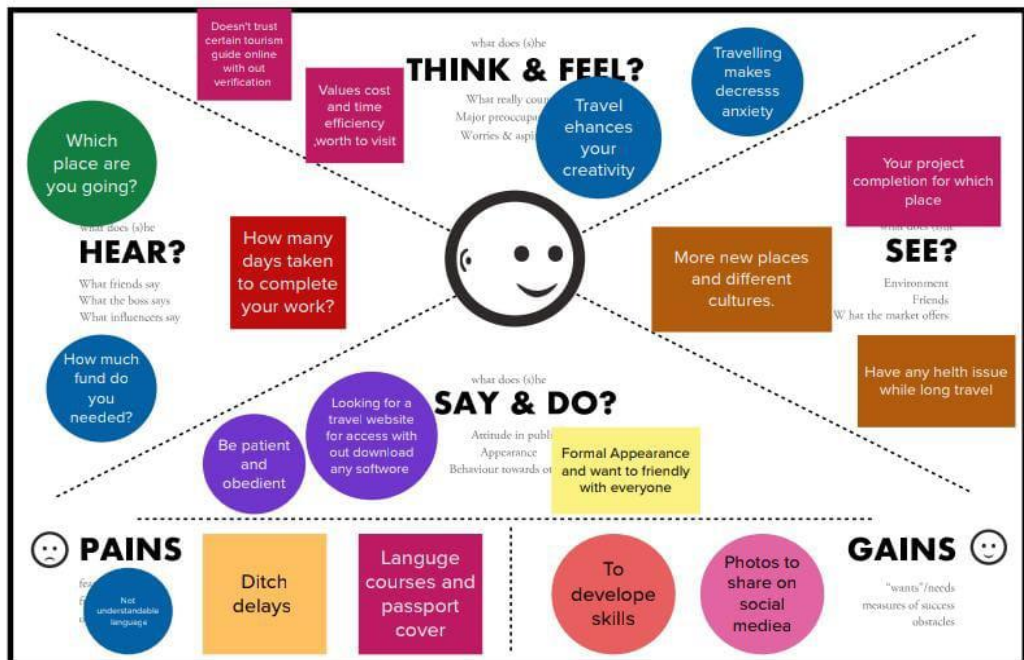 Doesn't trust
certain tourism
guide online
with out
verification
Values cost
and time
efficiency
,worth to visit
what does (s)he
THINK & FEEL?
What really coun
Major preoccupa
Worries & aspi
Travel
ehances
your
creativity
Travelling
makes
decresss
anxiety
Which
place are
you going?
what does (s)he
HEAR?
What friends say
What the boss says
What influencers say
How many
days taken
to complete
your work?
How much
fund do
you
needed?
Your project
completion for which
place
what does (s)he
SEE?
Environment
Friends
W hat the market offers
More new places
and different
cultures.
Have any helth issue
while long travel
what does (s)he
SAY & DO?
Attitude in publ
Appearance
Behaviour towards ot
Be patient
and
obedient
Looking for a
travel website
for access with
out download
any softwore
Formal Appearance
and want to friendly
with everyone
PAINS
Not
understandable
language
Ditch
delays
Languge
courses and
passport
cover
To
develope
skills
Photos to
share on
social
mediea
GAINS
"wants"/needs
measures of success
obstacles